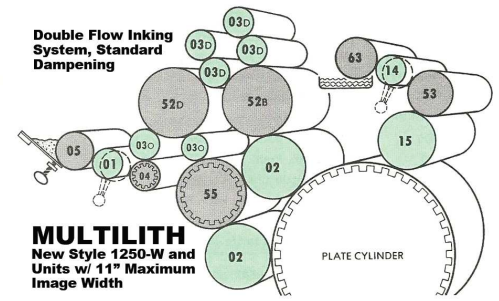 Double Flow Inking
System, Standard
Dampening
03D
03D
03D
03D
63
14
53
52D
52B
15
05
01
03O
03O
04
02
55
02
PLATE CYLINDER
MULTILITH
New Style 1250-W and
Units w/ 11" Maximum
Image Width